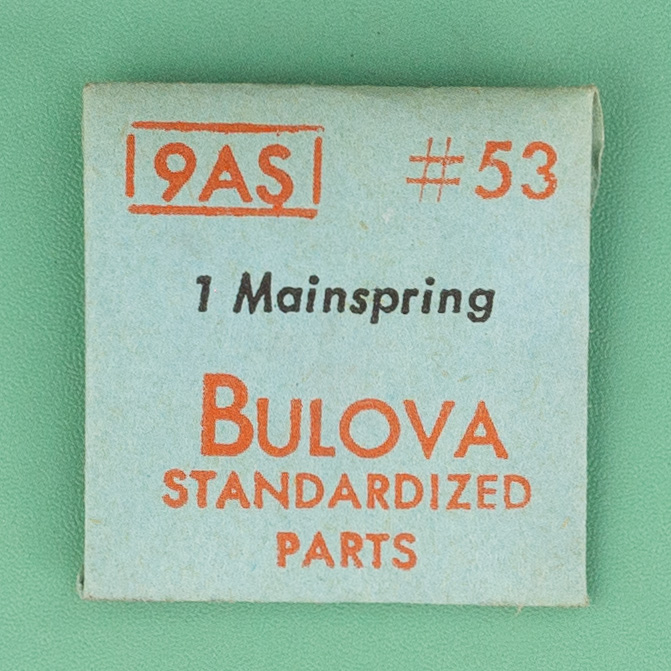 9AS #53
1 Mainspring
BULOVA
STANDARDIZED
PARTS